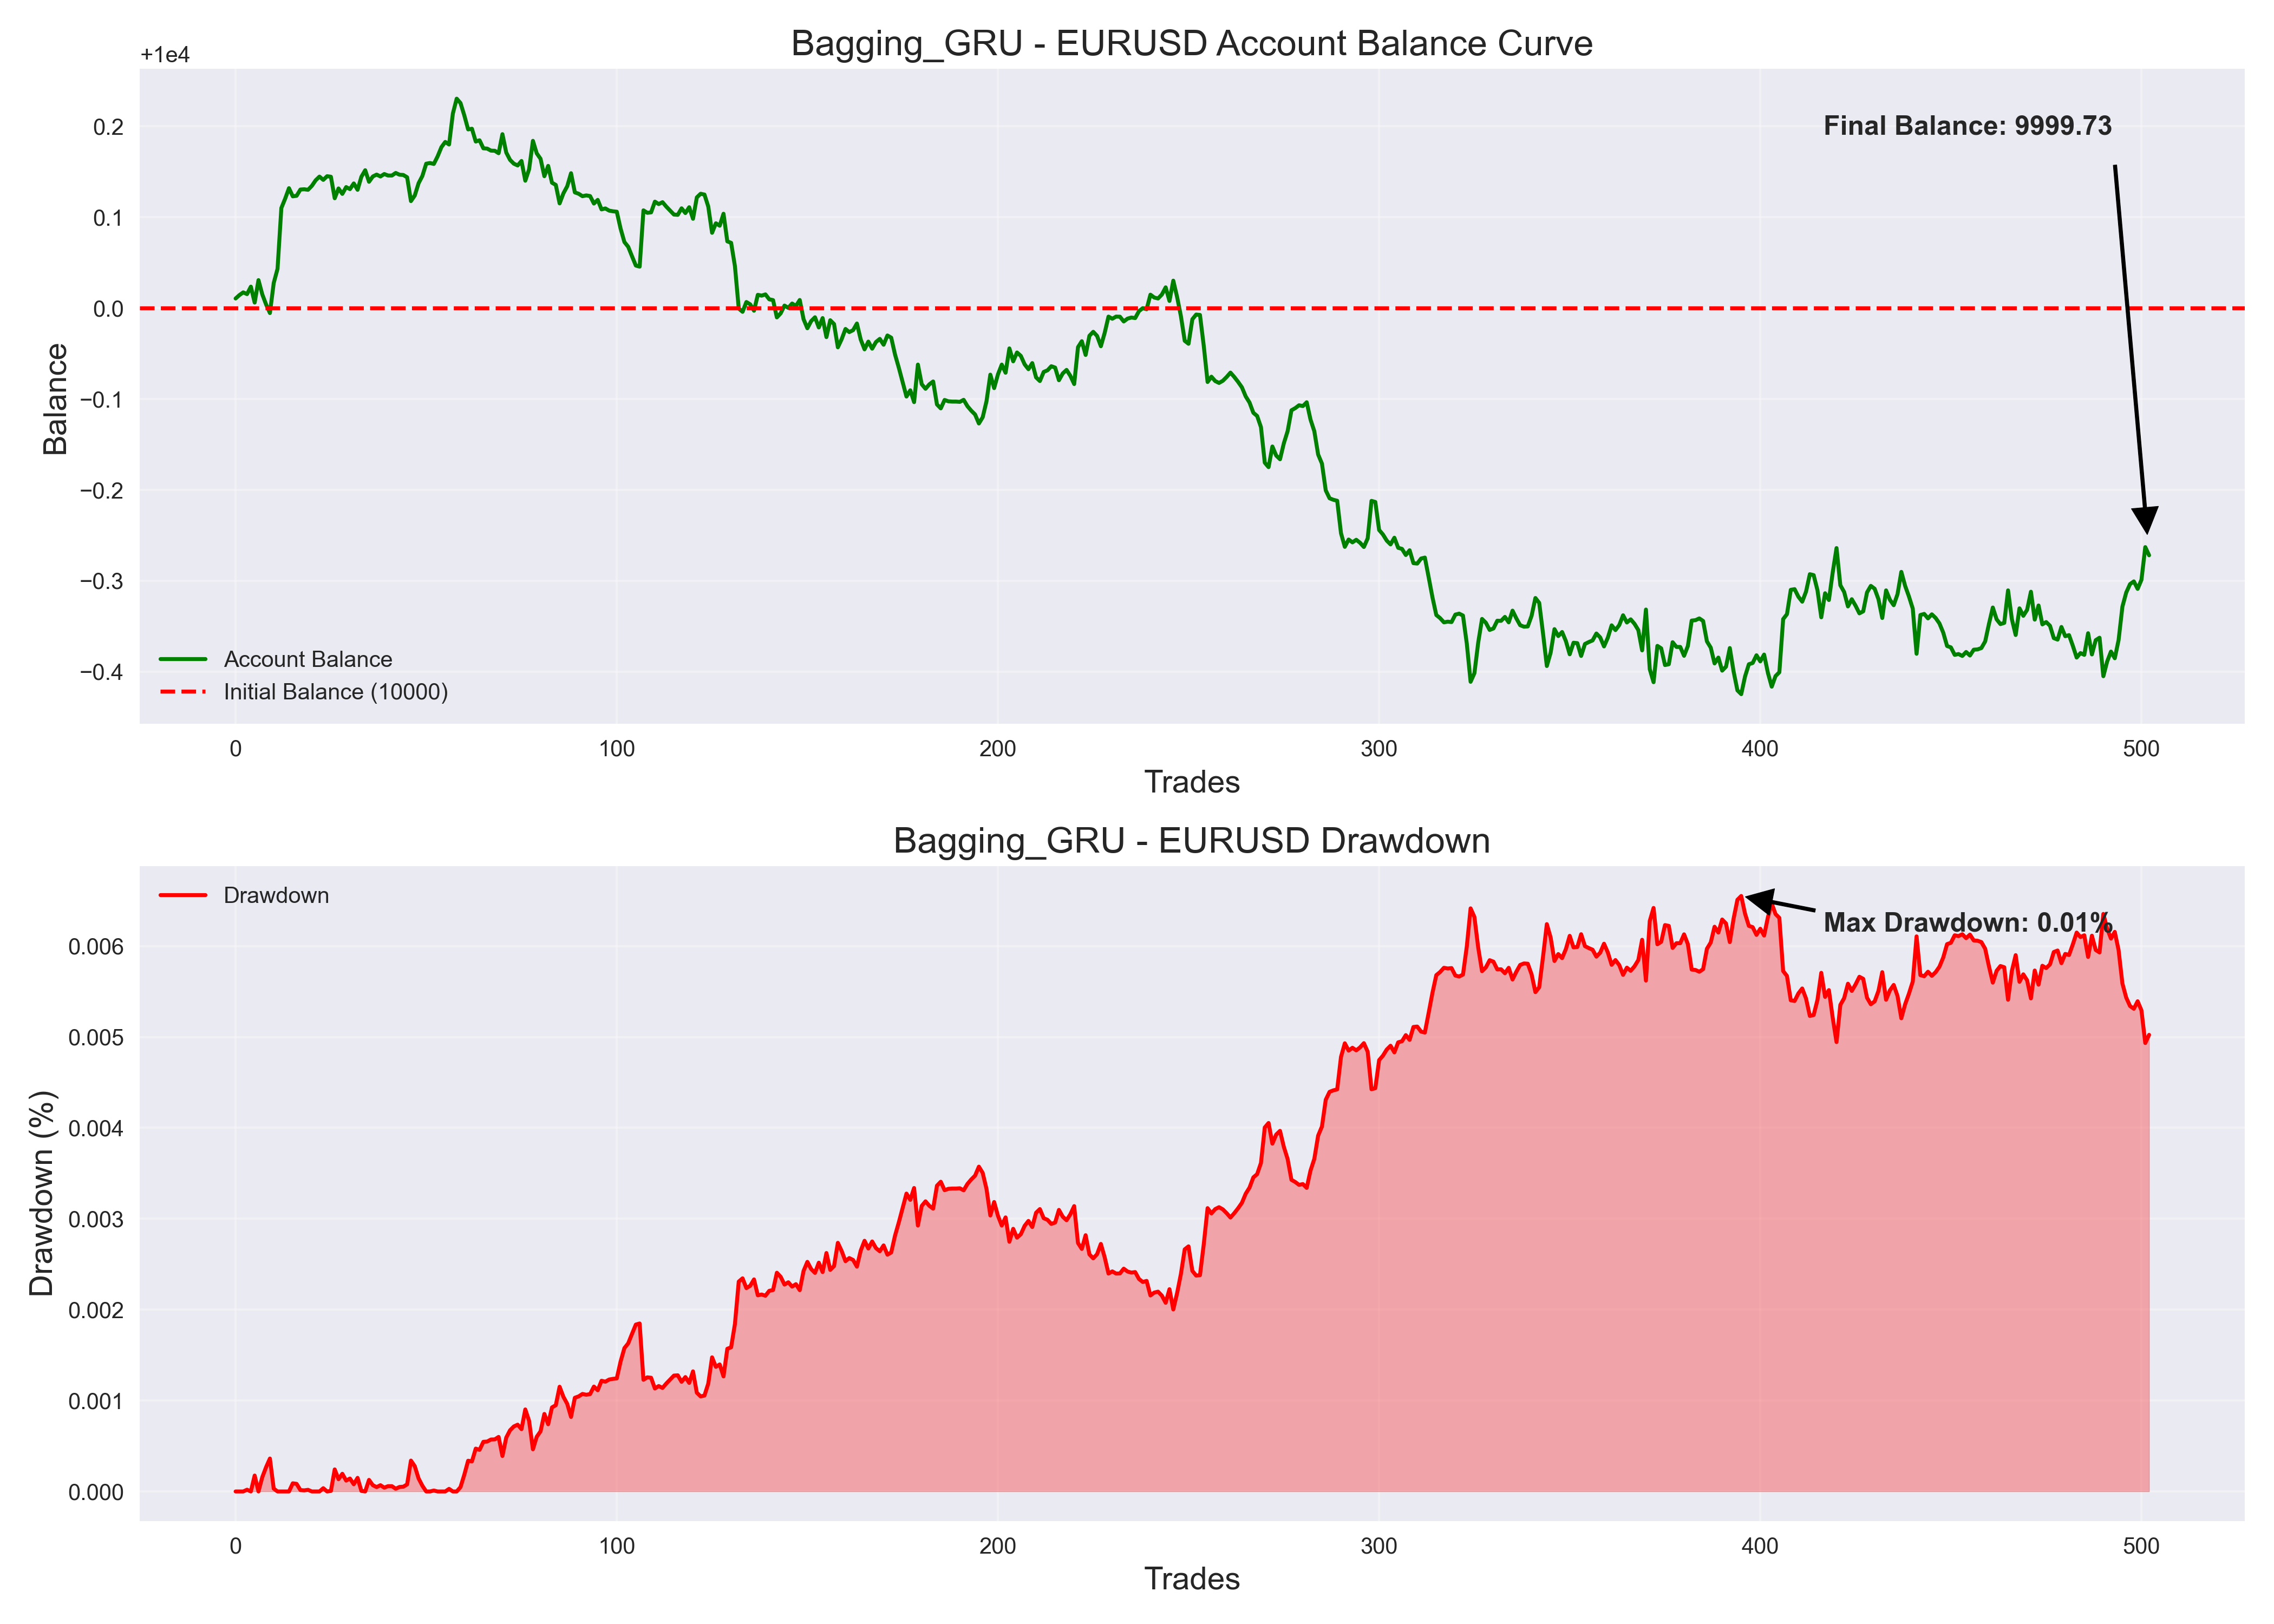 Bagging_GRU - EURUSD Account Balance Curve
+1e4
0.2
0.1
0.0
−0.1
−0.2
−0.3
−0.4
Balance
Final Balance: 9999.73
Account Balance
Initial Balance (10000)
0 100 200 300 400 500
Trades
Bagging_GRU - EURUSD Drawdown
Drawdown
Max Drawdown: 0.01%
0.006
0.005
0.004
0.003
0.002
0.001
0.000
Drawdown (%)
0 100 200 300 400 500
Trades